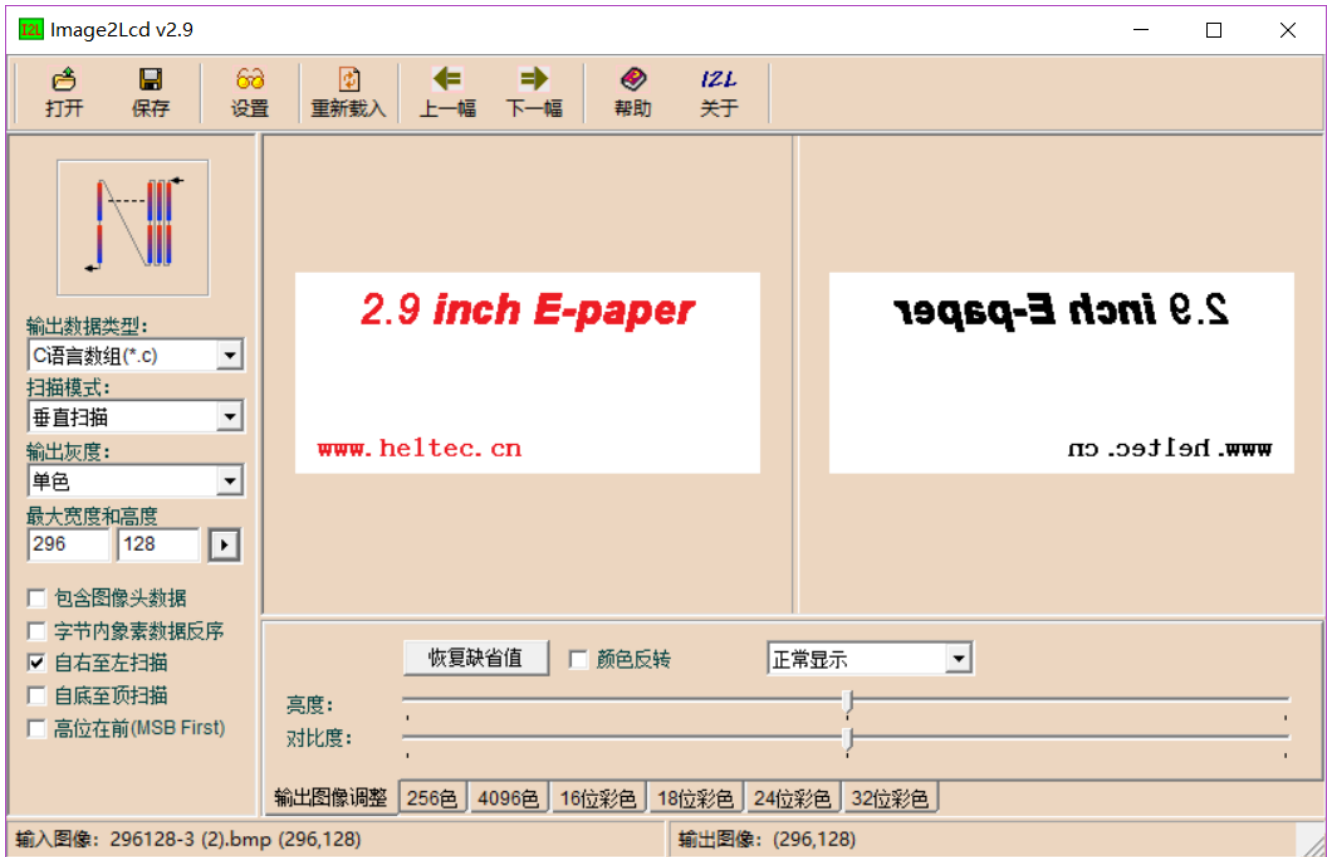 I2L Image2Lcd v2.9
打开 保存 设置 重新载入 上一幅 下一幅 帮助 I2L 关于
输出数据类型:
C语言数组(*.c)
扫描模式:
垂直扫描
输出灰度:
单色
最大宽度和高度
296 128
包含图像头数据
字节内象素数据反序
自右至左扫描
自底至顶扫描
高位在前(MSB First)
2.9 inch E-paper
www.heltec.cn
2.9 inch E-paper
www.heltec.cn
恢复缺省值 颜色反转 正常显示
亮度:
对比度:
输出图像调整 256色 4096色 16位彩色 18位彩色 24位彩色 32位彩色
输入图像: 296128-3 (2).bmp (296,128) 输出图像: (296,128)